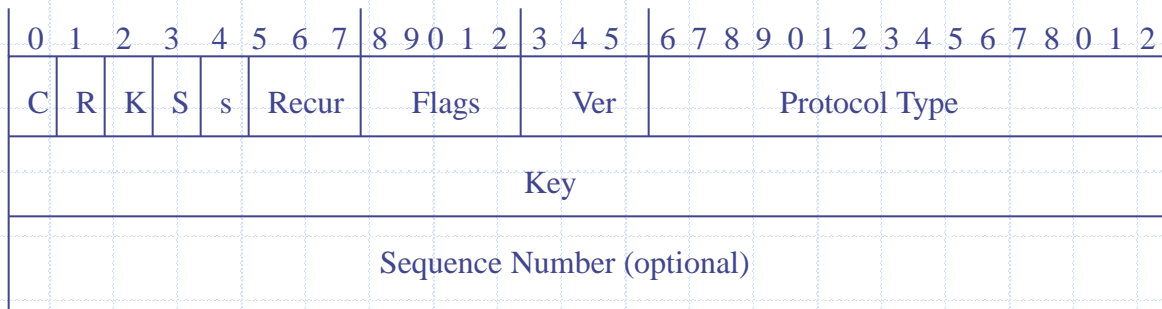 0 1 2 3 4 5 6 7 8 9 0 1 2 3 4 5 6 7 8 9 0 1 2 3 4 5 6 7 8 0 1 2
C R K S s Recur Flags Ver Protocol Type
Key
Sequence Number (optional)